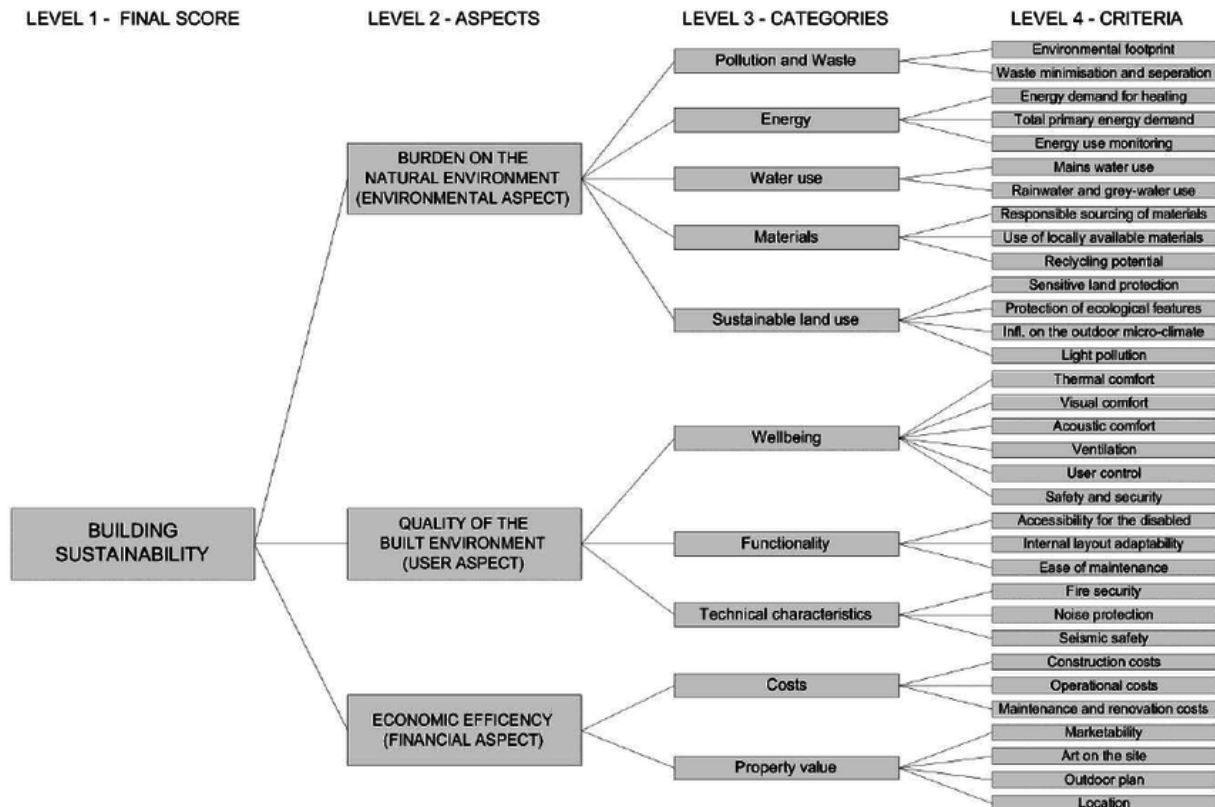 LEVEL 1 - FINAL SCORE
LEVEL 2 - ASPECTS
LEVEL 3 - CATEGORIES
LEVEL 4 - CRITERIA
BUILDING
SUSTAINABILITY
BURDEN ON THE
NATURAL ENVIRONMENT
(ENVIRONMENTAL ASPECT)
Pollution and Waste
Environmental footprint
Waste minimisation and seperation
Energy
Energy demand for heating
Total primary energy demand
Energy use monitoring
Water use
Mains water use
Rainwater and grey-water use
Materials
Responsible sourcing of materials
Use of locally available materials
Reclycling potential
Sustainable land use
Sensitive land protection
Protection of ecological features
Infl. on the outdoor micro-climate
Light pollution
QUALITY OF THE
BUILT ENVIRONMENT
(USER ASPECT)
Wellbeing
Thermal comfort
Visual comfort
Acoustic comfort
Ventilation
User control
Safety and security
Functionality
Accessibility for the disabled
Internal layout adaptability
Ease of maintenance
Technical characteristics
Fire security
Noise protection
Seismic safety
ECONOMIC EFFICENCY
(FINANCIAL ASPECT)
Costs
Construction costs
Operational costs
Maintenance and renovation costs
Property value
Marketability
Art on the site
Outdoor plan
Location